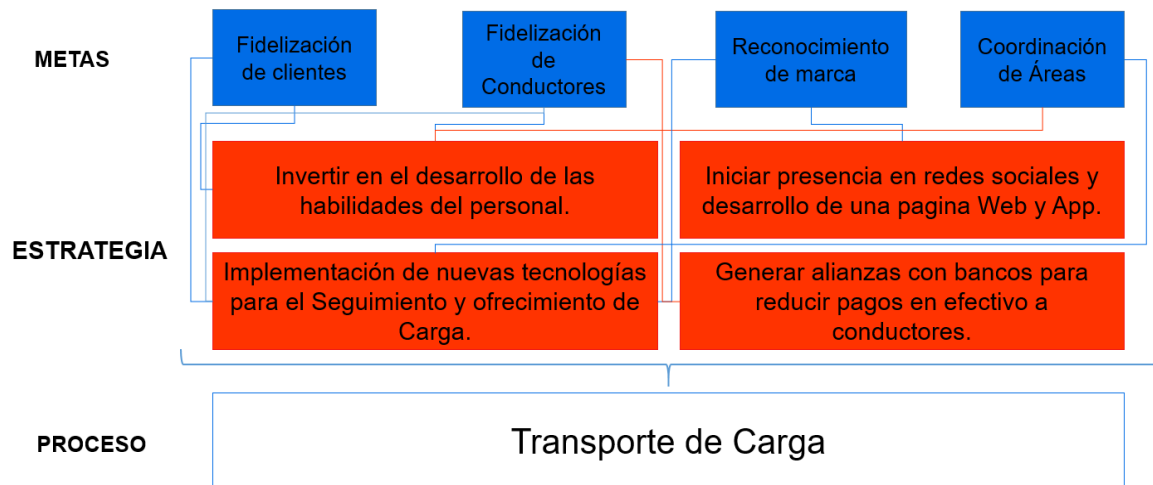 METAS
Fidelización
de clientes
Fidelización
de
Conductores
Reconocimiento
de marca
Coordinación
de Áreas
ESTRATEGIA
Invertir en el desarrollo de las
habilidades del personal.
Iniciar presencia en redes sociales y
desarrollo de una pagina Web y App.
Implementación de nuevas tecnologías
para el Seguimiento y ofrecimiento de
Carga.
Generar alianzas con bancos para
reducir pagos en efectivo a
conductores.
PROCESO
Transporte de Carga